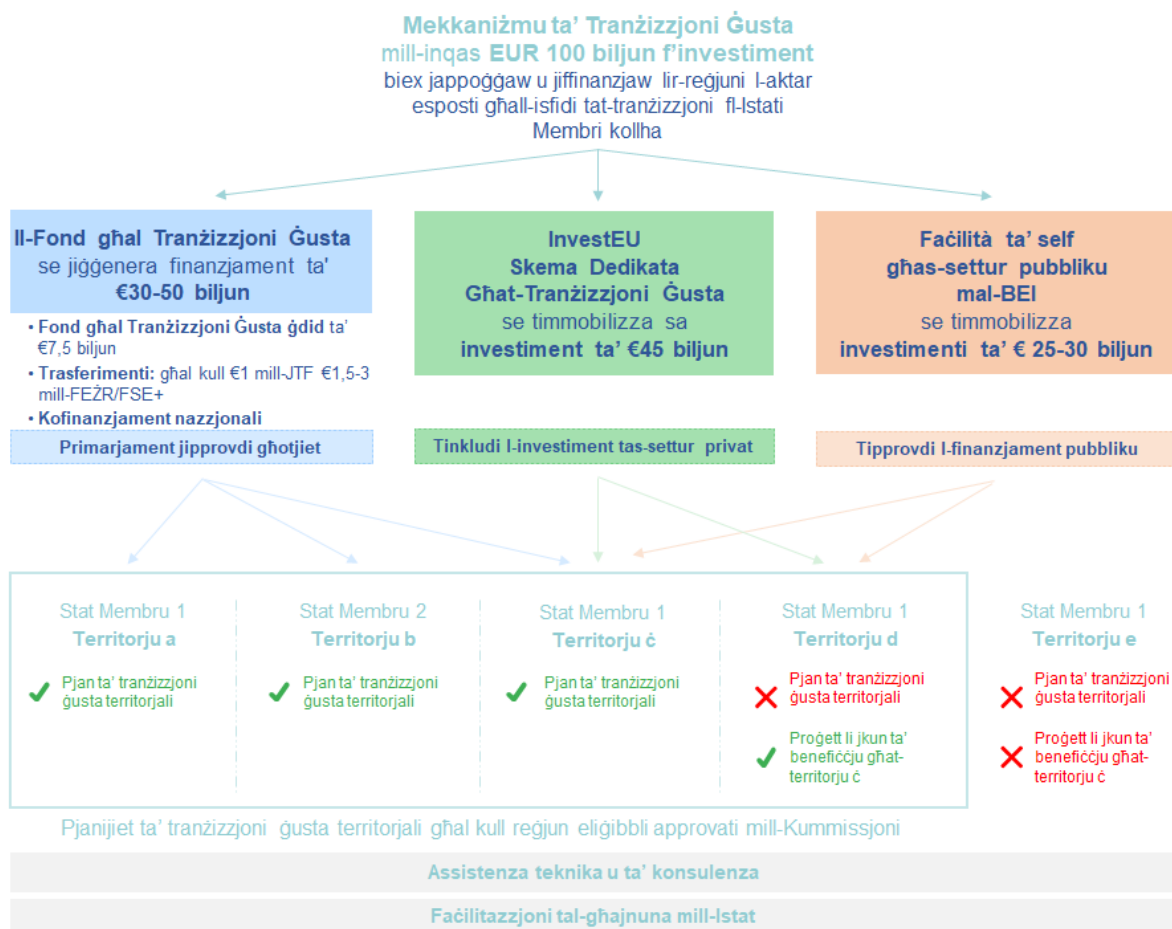 Mekkaniżmu ta’ Tranżizzjoni Ġusta
mill-inqas EUR 100 biljun f’investiment
biex jappoġġaw u jiffinanzjaw lir-reġjuni l-aktar
esposti għall-isfidi tat-tranżizzjoni fl-Istati
Membri kollha
Il-Fond għal Tranżizzjoni Ġusta
se jiġġenera finanzjament ta'
€30-50 biljun
• Fond għal Tranżizzjoni Ġusta ġdid ta’
€7,5 biljun
• Trasferimenti: għal kull €1 mill-JTF €1,5-3
mill-FEŻR/FSE+
• Kofinanzjament nazzjonali
Primarjament jipprovdi għotjiet
InvestEU
Skema Dedikata
Għat-Tranżizzjoni Ġusta
se timmobilizza sa
investiment ta’ €45 biljun
Tinkludi l-investiment tas-settur privat
Faċilità ta’ self
għas-settur pubbliku
mal-BEI
se timmobilizza
investimenti ta’ € 25-30 biljun
Tipprovdi l-finanzjament pubbliku
Stat Membru 1
Territorju a
Pjan ta’ tranżizzjoni
ġusta territorjali
Stat Membru 2
Territorju b
Pjan ta’ tranżizzjoni
ġusta territorjali
Stat Membru 1
Territorju ċ
Pjan ta’ tranżizzjoni
ġusta territorjali
Stat Membru 1
Territorju d
Pjan ta’ tranżizzjoni
ġusta territorjali
Proġett li jkun ta’
benefiċċju għat-
territorju ċ
Stat Membru 1
Territorju e
Pjan ta’ tranżizzjoni
ġusta territorjali
Proġett li jkun ta’
benefiċċju għat-
territorju ċ
Pjanijiet ta’ tranżizzjoni ġusta territorjali għal kull reġjun eliġibbli approvati mill-Kummissjoni
Assistenza teknika u ta’ konsulenza
Faċilitazzjoni tal-għajnuna mill-Istat